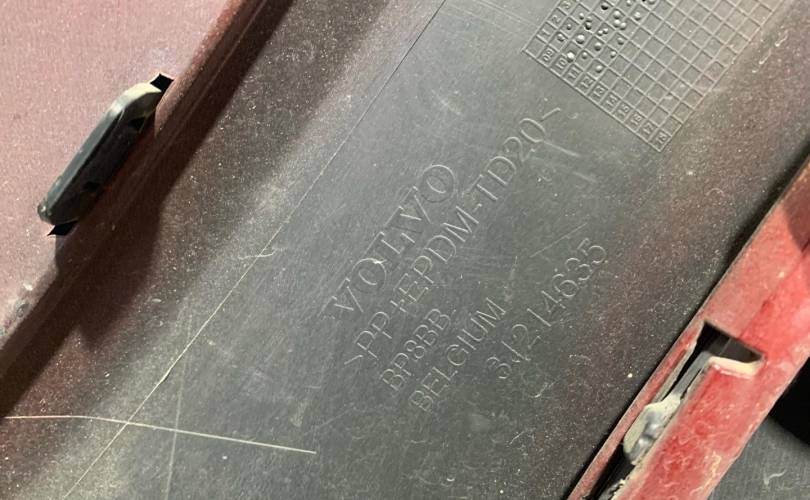 VOLVO
>PP+EPDM-TD20<
BP8BB
BELGIUM
31214635